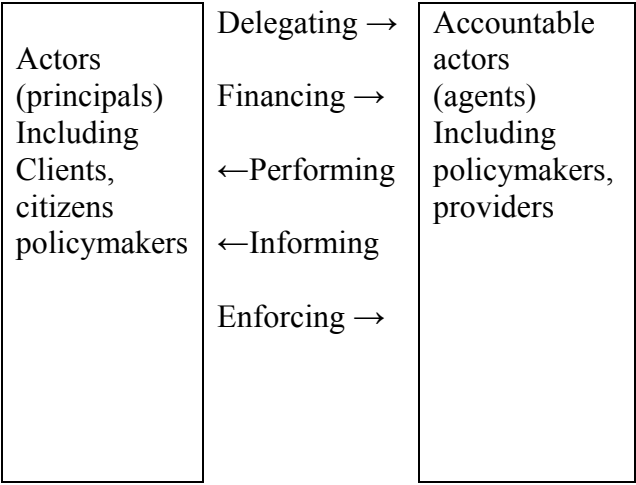 Actors
(principals)
Including
Clients,
citizens
policymakers
Delegating →
Financing →
←Performing
←Informing
Enforcing →
Accountable
actors
(agents)
Including
policymakers,
providers